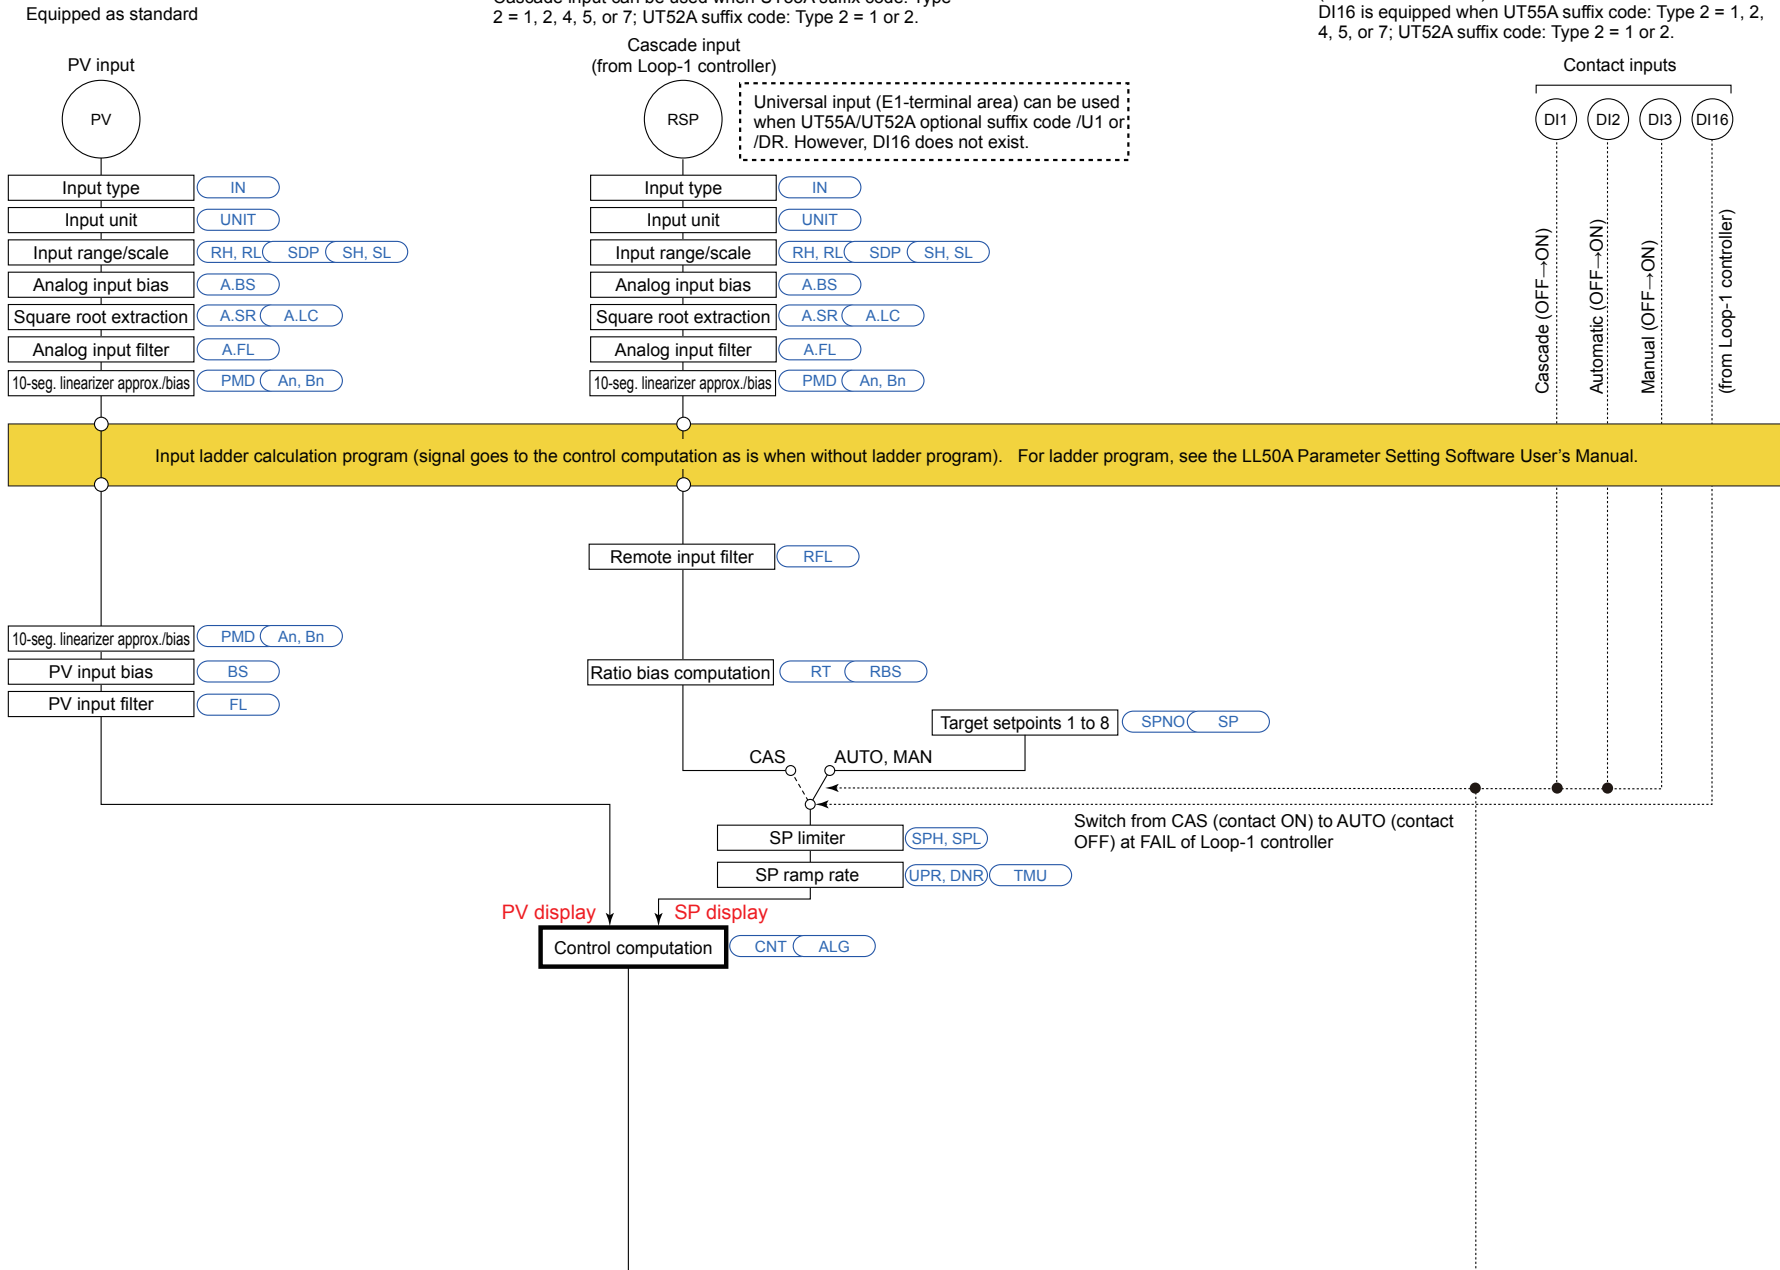 Equipped as standard
2 = 1, 2, 4, 5, or 7; UT52A suffix code: Type 2 = 1 or 2.
DI16 is equipped when UT55A suffix code: Type 2 = 1, 2,
4, 5, or 7; UT52A suffix code: Type 2 = 1 or 2.
PV input
Cascade input
(from Loop-1 controller)
Contact inputs
PV
RSP
Universal input (E1-terminal area) can be used
when UT55A/UT52A optional suffix code /U1 or
/DR. However, DI16 does not exist.
DI1 DI2 DI3 DI16
Input type IN
Input unit UNIT
Input range/scale RH, RL SDP SH, SL
Analog input bias A.BS
Square root extraction A.SR A.LC
Analog input filter A.FL
10-seg. linearizer approx./bias PMD An, Bn
Input type IN
Input unit UNIT
Input range/scale RH, RL SDP SH, SL
Analog input bias A.BS
Square root extraction A.SR A.LC
Analog input filter A.FL
10-seg. linearizer approx./bias PMD An, Bn
Cascade (OFF→ON)
Automatic (OFF→ON)
Manual (OFF→ON)
(from Loop-1 controller)
Input ladder calculation program (signal goes to the control computation as is when without ladder program). For ladder program, see the LL50A Parameter Setting Software User's Manual.
Remote input filter RFL
10-seg. linearizer approx./bias PMD An, Bn
PV input bias BS
PV input filter FL
Ratio bias computation RT RBS
Target setpoints 1 to 8 SPNO SP
CAS AUTO, MAN
Switch from CAS (contact ON) to AUTO (contact
OFF) at FAIL of Loop-1 controller
SP limiter SPH, SPL
SP ramp rate UPR, DNR TMU
PV display SP display
Control computation CNT ALG